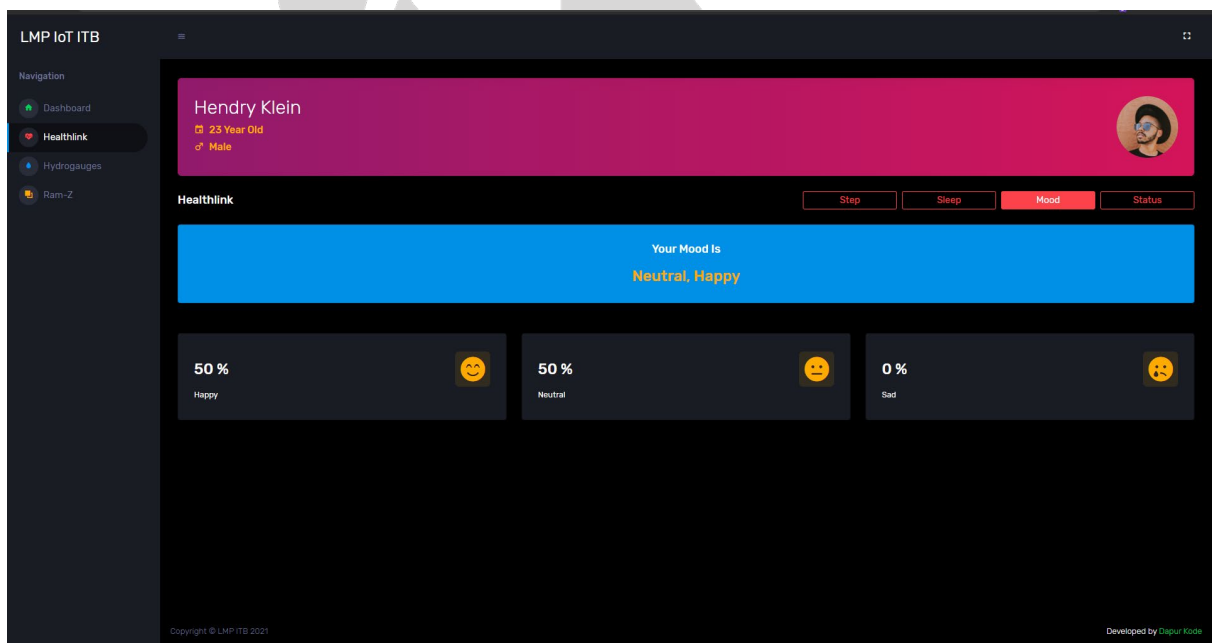 LMP IoT ITB
Navigation
Dashboard
Healthlink
Hydrogauges
Ram-Z
Hendry Klein
23 Year Old
Male
Healthlink
Step
Sleep
Mood
Status
Your Mood Is
Neutral, Happy
50 %
Happy
50 %
Neutral
0 %
Sad
Copyright © LMP ITB 2021
Developed by Dapur Kode